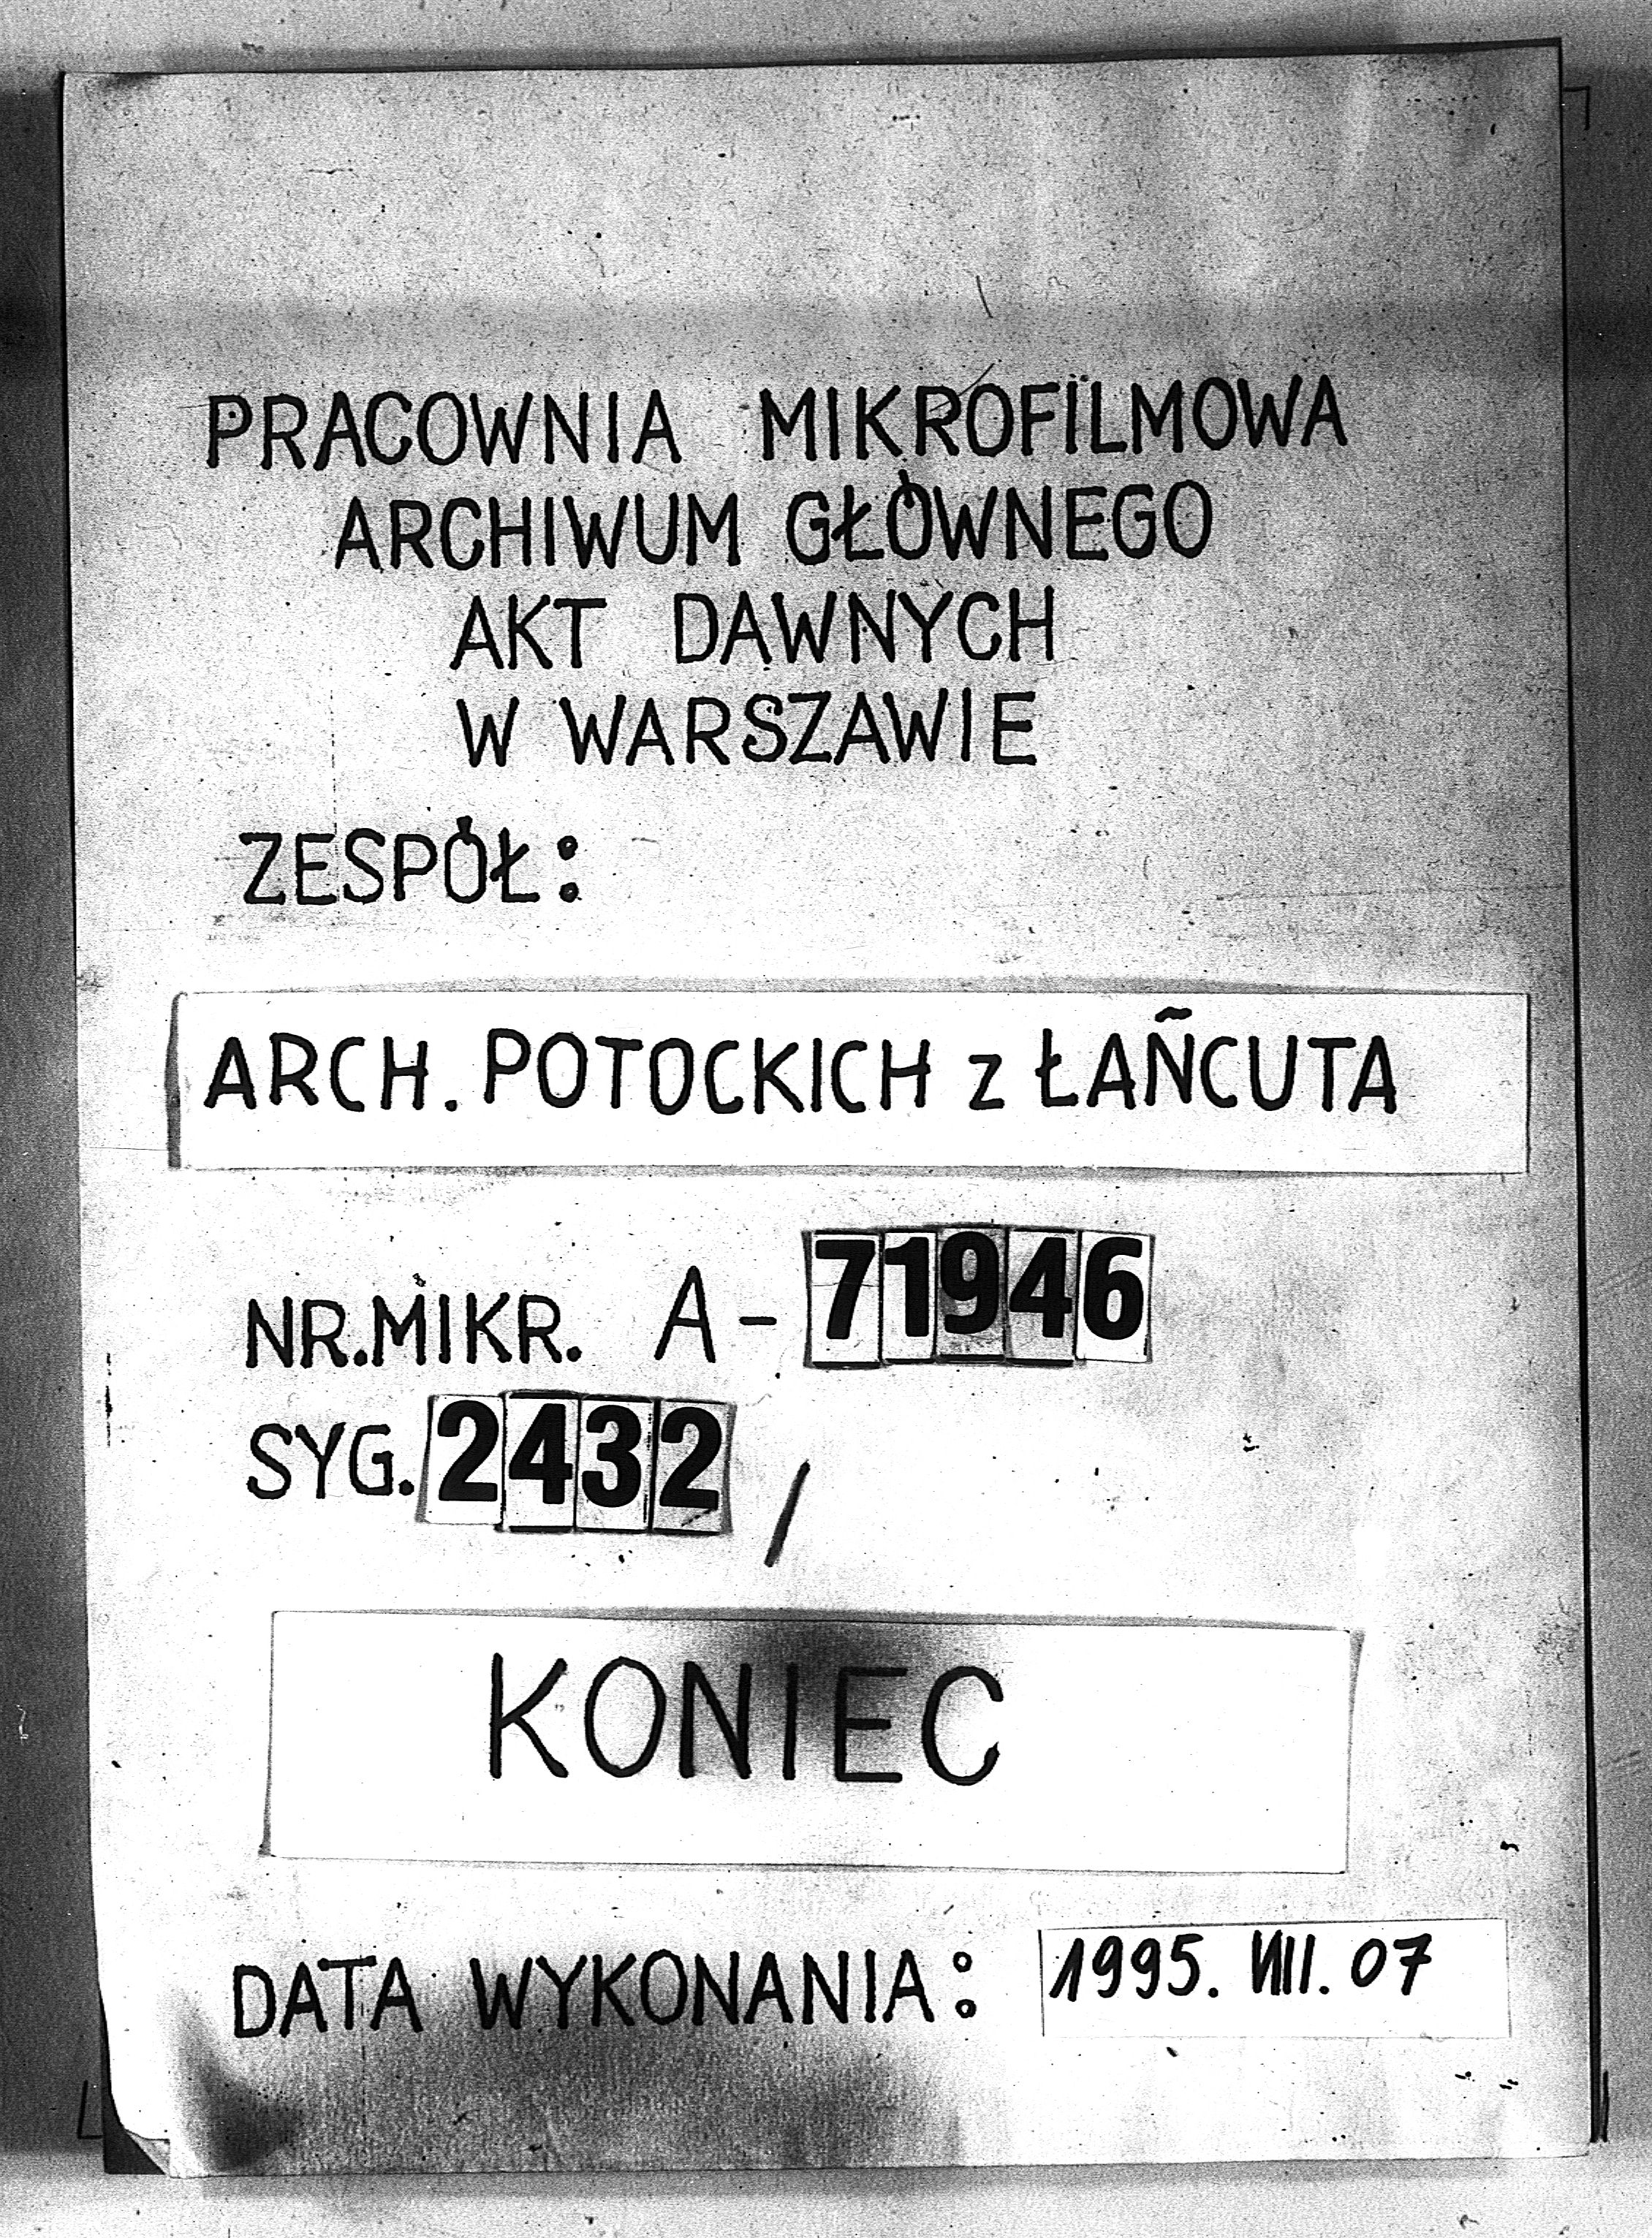 PRACOWNIA MIKROFILMOWA
ARCHIWUM GŁÓWNEGO
AKT DAWNYCH
W WARSZAWIE
ZESPÓŁ:
ARCH. POTOCKICH z ŁAŃCUTA
NR.MIKR. A-71946
SYG. 2432 /
KONIEC
DATA WYKONANIA: 1995. VIII. 07